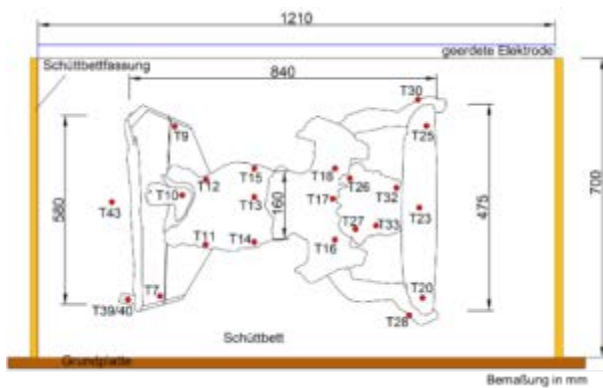 1210
geerdete Elektrode
Schüttbettfassung
840
T30
T9
T25
T15
T18
T12
T26
T10
T32
T17
580
T13
160
475
700
T43
T23
T27
T33
T11
T14
T16
T7
T20
T39/40
T28
Schüttbett
Grundplatte
Bemaßung in mm